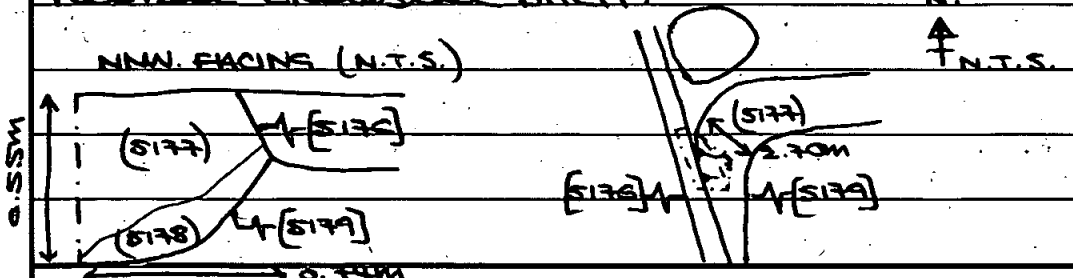 N.
NNW. FACING (N.T.S.)
N.T.S.
0.55m
(5177)
[5176]
(5178)
[5179]
(5177)
2.70m
[5176]
[5179]